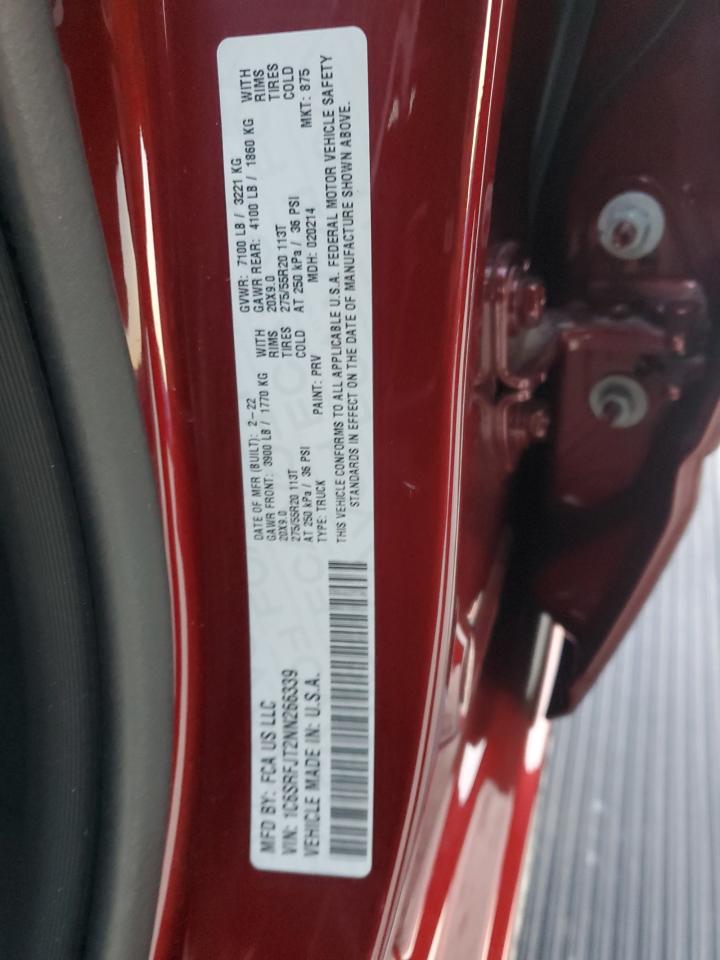 MFD BY: FCA US LLC
VIN: 1C6SRFJT2NN266339
VEHICLE MADE IN: U.S.A.
DATE OF MFR (BUILT): 2-22
GAWR FRONT: 3900 LB / 1770 KG WITH
20X9.0 RIMS
275/55R20 113T TIRES
AT 250 kPa / 36 PSI COLD
TYPE: TRUCK PAINT: PRV
GVWR: 7100 LB / 3221 KG
GAWR REAR: 4100 LB / 1860 KG WITH
20X9.0 RIMS
275/55R20 113T TIRES
AT 250 kPa / 36 PSI COLD
MDH: 020214 MKT: 875
THIS VEHICLE CONFORMS TO ALL APPLICABLE U.S.A. FEDERAL MOTOR VEHICLE SAFETY
STANDARDS IN EFFECT ON THE DATE OF MANUFACTURE SHOWN ABOVE.